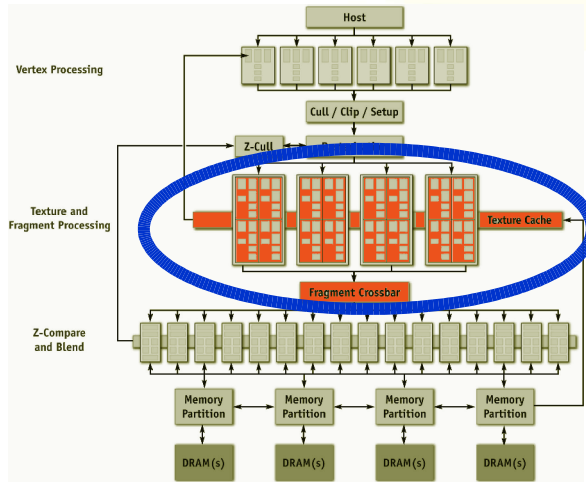 Host
Vertex Processing
Cull / Clip / Setup
Z-Cull
Texture and
Fragment Processing
Texture Cache
Fragment Crossbar
Z-Compare
and Blend
Memory
Partition
Memory
Partition
Memory
Partition
Memory
Partition
DRAM(s)
DRAM(s)
DRAM(s)
DRAM(s)